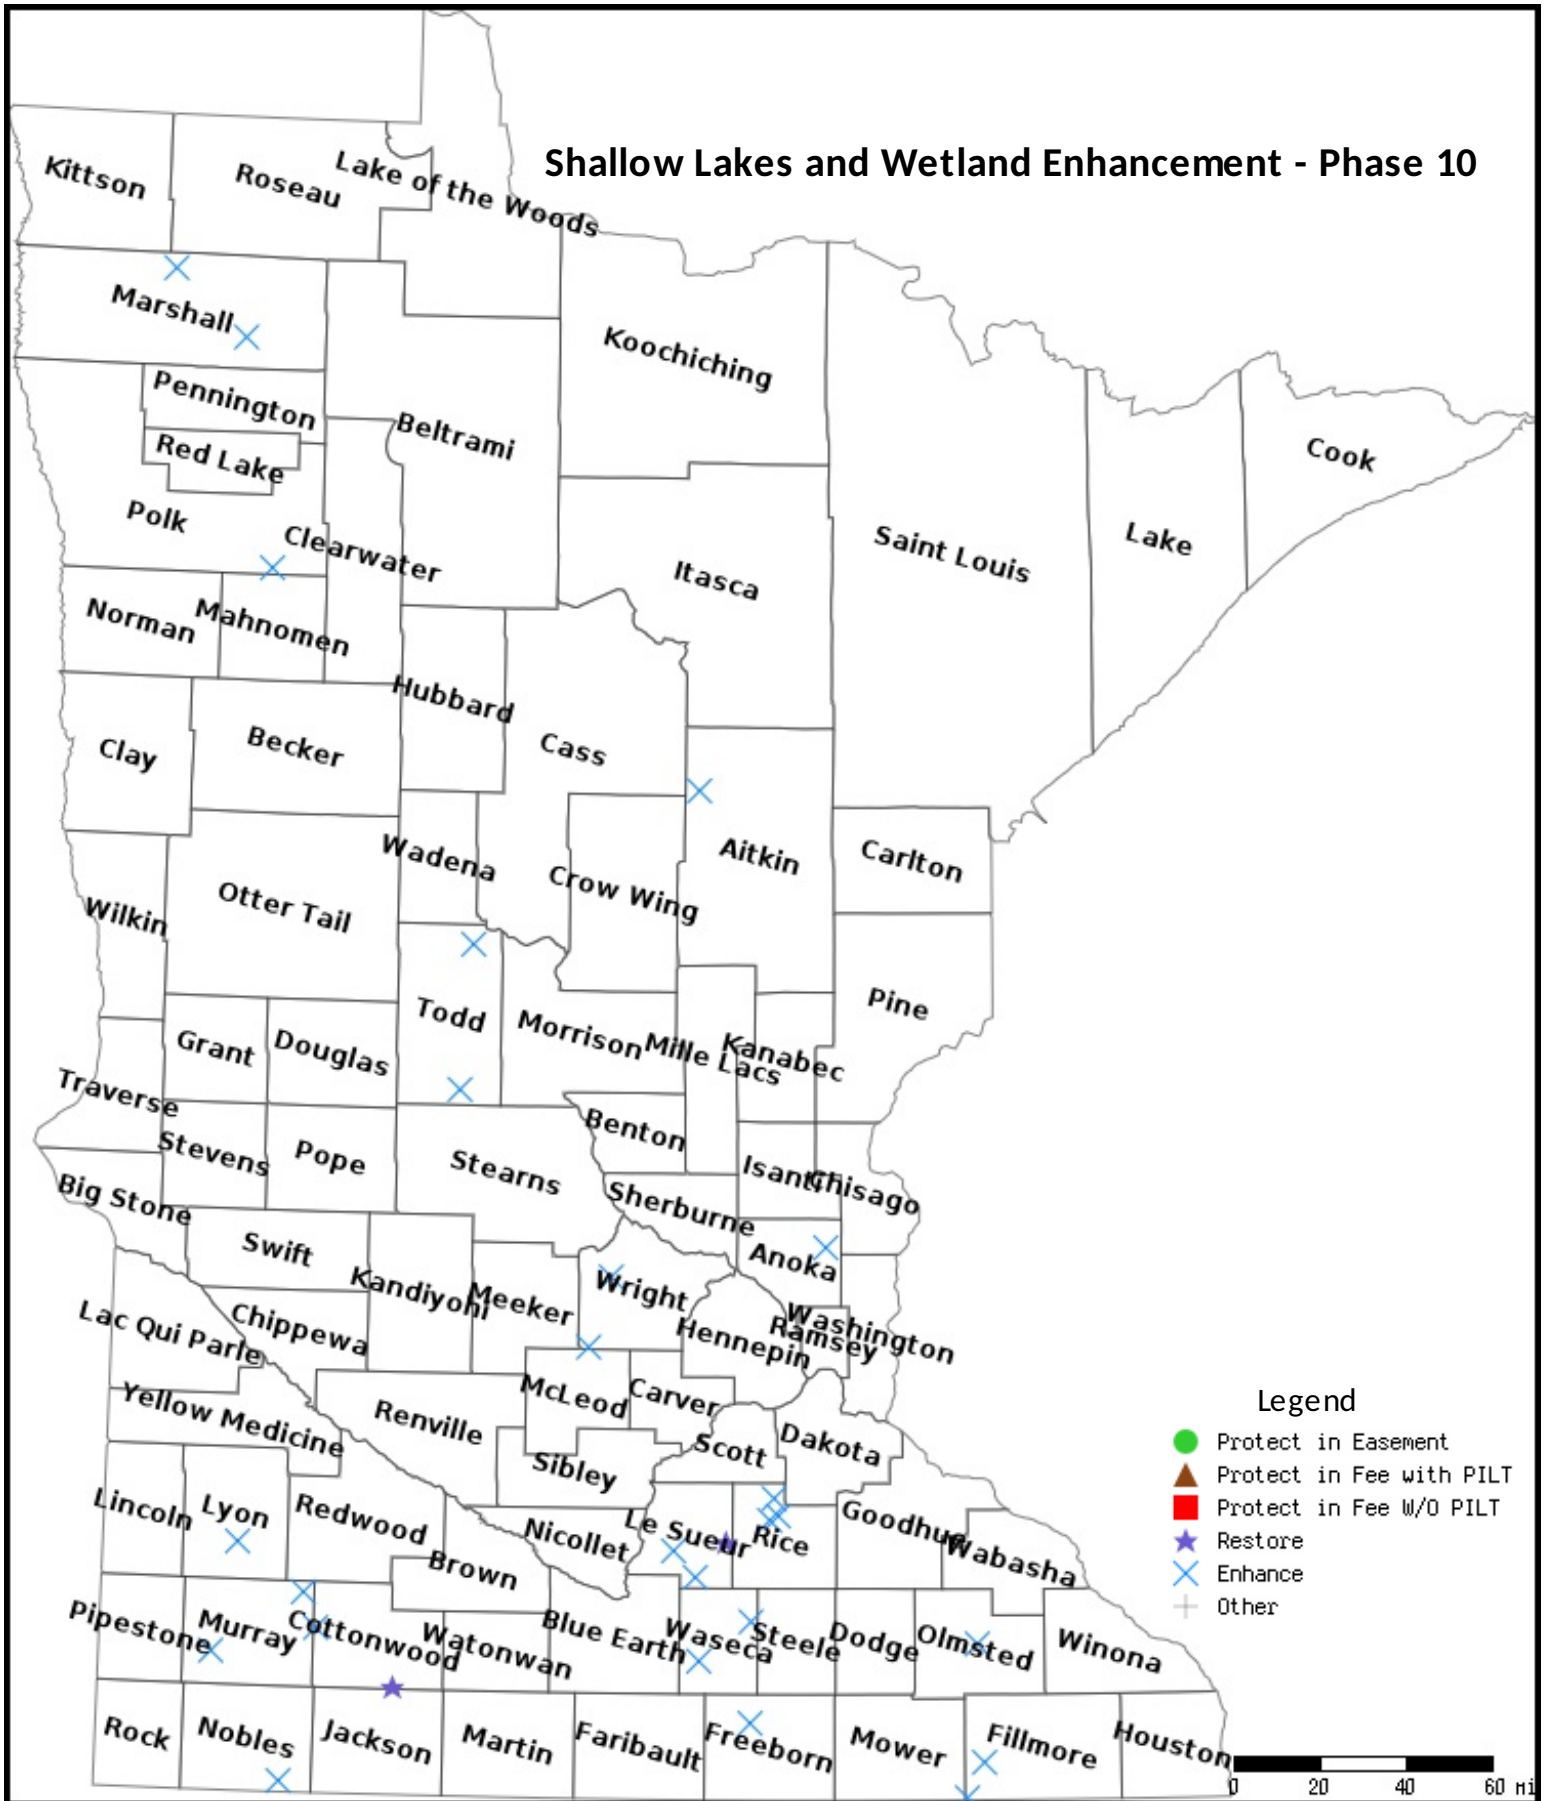 Shallow Lakes and Wetland Enhancement - Phase 10
Kittson
Roseau
Lake of the Woods
Marshall
Koochiching
Pennington
Beltrami
Red Lake
Cook
Polk
Clearwater
Saint Louis
Lake
Itasca
Norman
Mahnomen
Hubbard
Clay
Becker
Cass
Wadena
Aitkin
Carlton
Otter Tail
Crow Wing
Wilkin
Todd
Pine
Grant
Douglas
Morrison
Mille Lacs
Kanabec
Traverse
Stevens
Pope
Stearns
Benton
Isanti
Chisago
Big Stone
Sherburne
Swift
Anoka
Kandiyohi
Meeker
Wright
Lac Qui Parle
Chippewa
Hennepin
Ramsey
Washington
McLeod
Carver
Yellow Medicine
Renville
Scott
Dakota
Sibley
Legend
Protect in Easement
Protect in Fee with PILT
Protect in Fee W/O PILT
Restore
Enhance
Other
Lincoln
Lyon
Redwood
Nicollet
Le Sueur
Rice
Goodhue
Wabasha
Brown
Pipestone
Murray
Cottonwood
Watonwan
Blue Earth
Waseca
Steele
Dodge
Olmsted
Winona
Rock
Nobles
Jackson
Martin
Faribault
Freeborn
Mower
Fillmore
Houston
0 20 40 60 mi